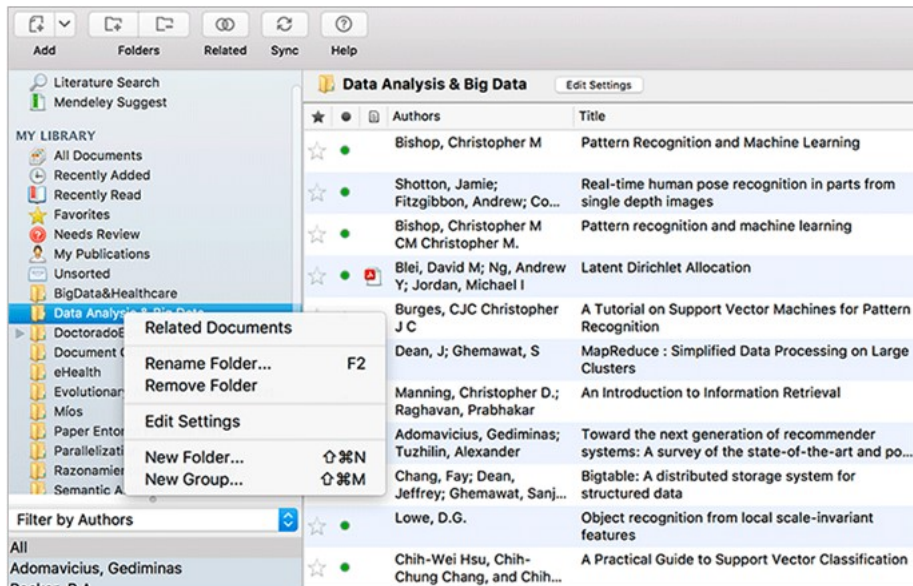 Add
Folders
Related
Sync
Help
Literature Search
Mendeley Suggest
MY LIBRARY
All Documents
Recently Added
Recently Read
Favorites
Needs Review
My Publications
Unsorted
BigData&Healthcare
Data Analysis & Big Data
Document
eHealth
Evolutionar
Míos
Paper Entor
Parallelizati
Razonamier
Semantic A
Related Documents
Rename Folder... F2
Remove Folder
Edit Settings
New Folder... ⇧⌘N
New Group... ⇧⌘M
Filter by Authors
All
Adomavicius, Gediminas
Data Analysis & Big Data Edit Settings
Authors Title
Bishop, Christopher M Pattern Recognition and Machine Learning
Shotton, Jamie; Real-time human pose recognition in parts from
Fitzgibbon, Andrew; Co... single depth images
Bishop, Christopher M Pattern recognition and machine learning
CM Christopher M.
Blei, David M; Ng, Andrew Latent Dirichlet Allocation
Y; Jordan, Michael I
Burges, CJC Christopher A Tutorial on Support Vector Machines for Pattern
J C Recognition
Dean, J; Ghemawat, S MapReduce : Simplified Data Processing on Large
Clusters
Manning, Christopher D.; An Introduction to Information Retrieval
Raghavan, Prabhakar
Adomavicius, Gediminas; Toward the next generation of recommender
Tuzhilin, Alexander systems: A survey of the state-of-the-art and po...
Chang, Fay; Dean, Bigtable: A distributed storage system for
Jeffrey; Ghemawat, Sanj... structured data
Lowe, D.G. Object recognition from local scale-invariant
features
Chih-Wei Hsu, Chih- A Practical Guide to Support Vector Classification
Chung Chang, and Chih...